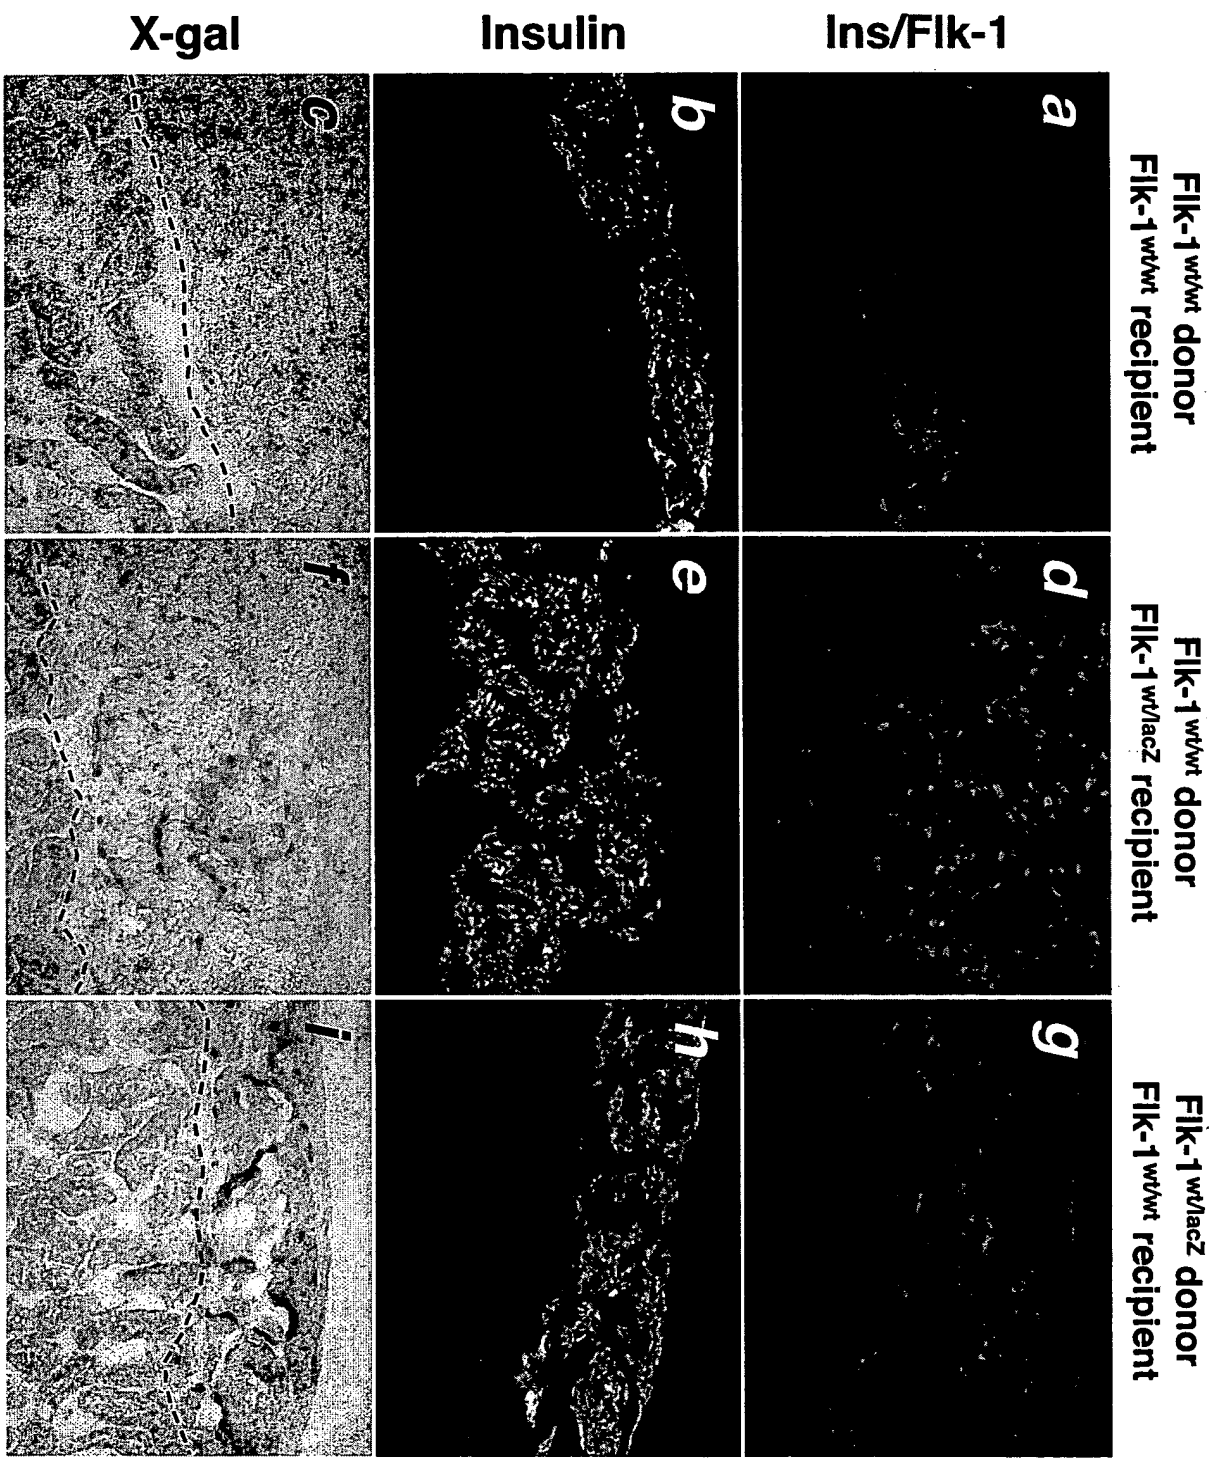 X-gal
Insulin
Ins/Flk-1
Flk-1wt/wt donor
Flk-1wt/wt recipient
Flk-1wt/wt donor
Flk-1wt/lacZ recipient
Flk-1wt/lacZ donor
Flk-1wt/wt recipient
a
b
c
d
e
f
g
h
i